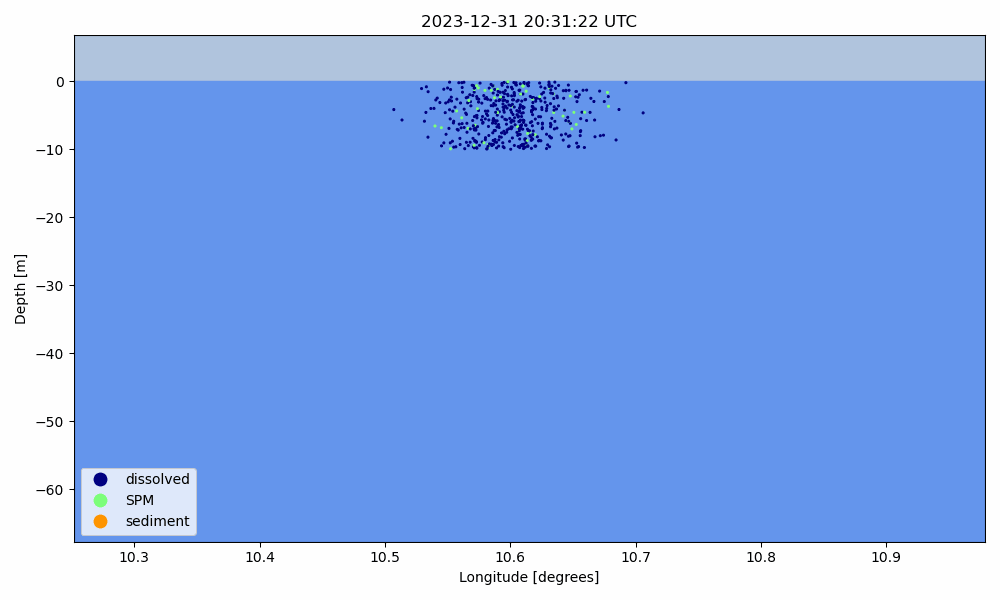 2023-12-31 20:31:22 UTC
Depth [m]
0
−10
−20
−30
−40
−50
−60
dissolved
SPM
sediment
10.3 10.4 10.5 10.6 10.7 10.8 10.9
Longitude [degrees]